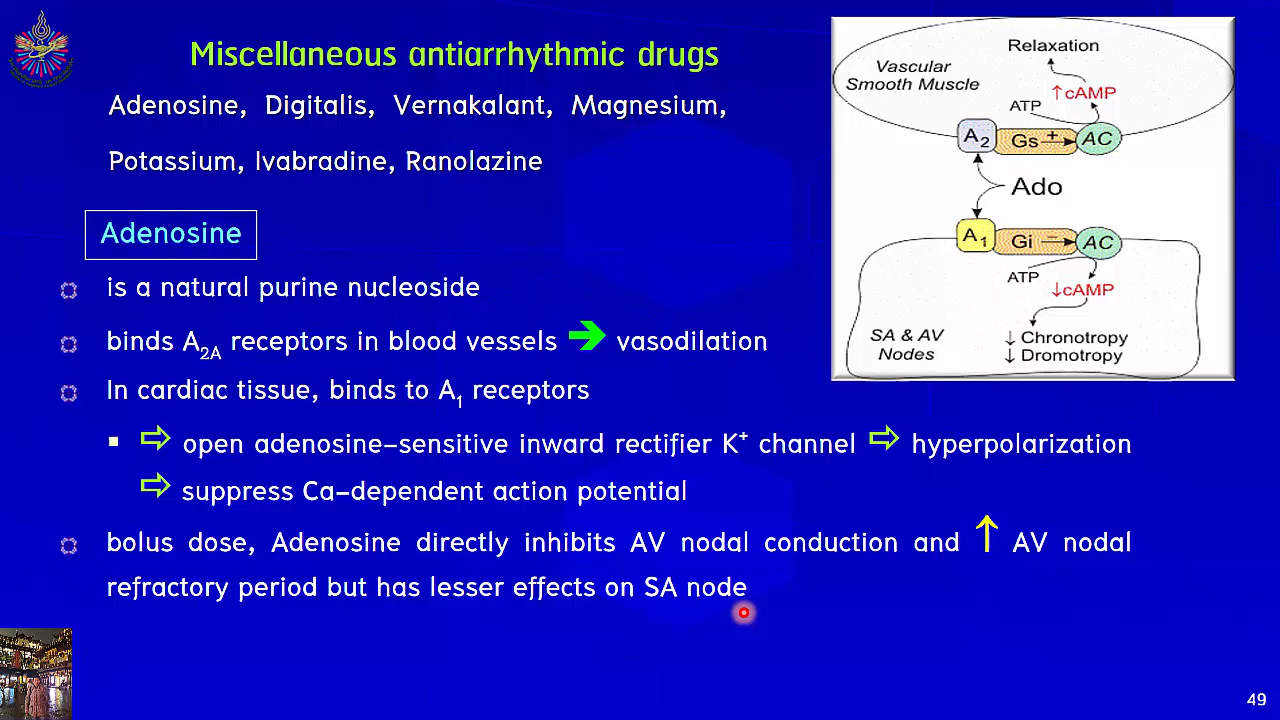 Miscellaneous antiarrhythmic drugs
Adenosine, Digitalis, Vernakalant, Magnesium,
Potassium, Ivabradine, Ranolazine
Adenosine
is a natural purine nucleoside
binds A2A receptors in blood vessels ➔ vasodilation
In cardiac tissue, binds to A1 receptors
⇨ open adenosine-sensitive inward rectifier K+ channel ⇨ hyperpolarization
⇨ suppress Ca-dependent action potential
bolus dose, Adenosine directly inhibits AV nodal conduction and ↑ AV nodal
refractory period but has lesser effects on SA node
Relaxation
Vascular
Smooth Muscle
↑cAMP
ATP
A2 Gs + AC
Ado
A1 Gi − AC
ATP
↓cAMP
SA & AV
Nodes
↓ Chronotropy
↓ Dromotropy
49